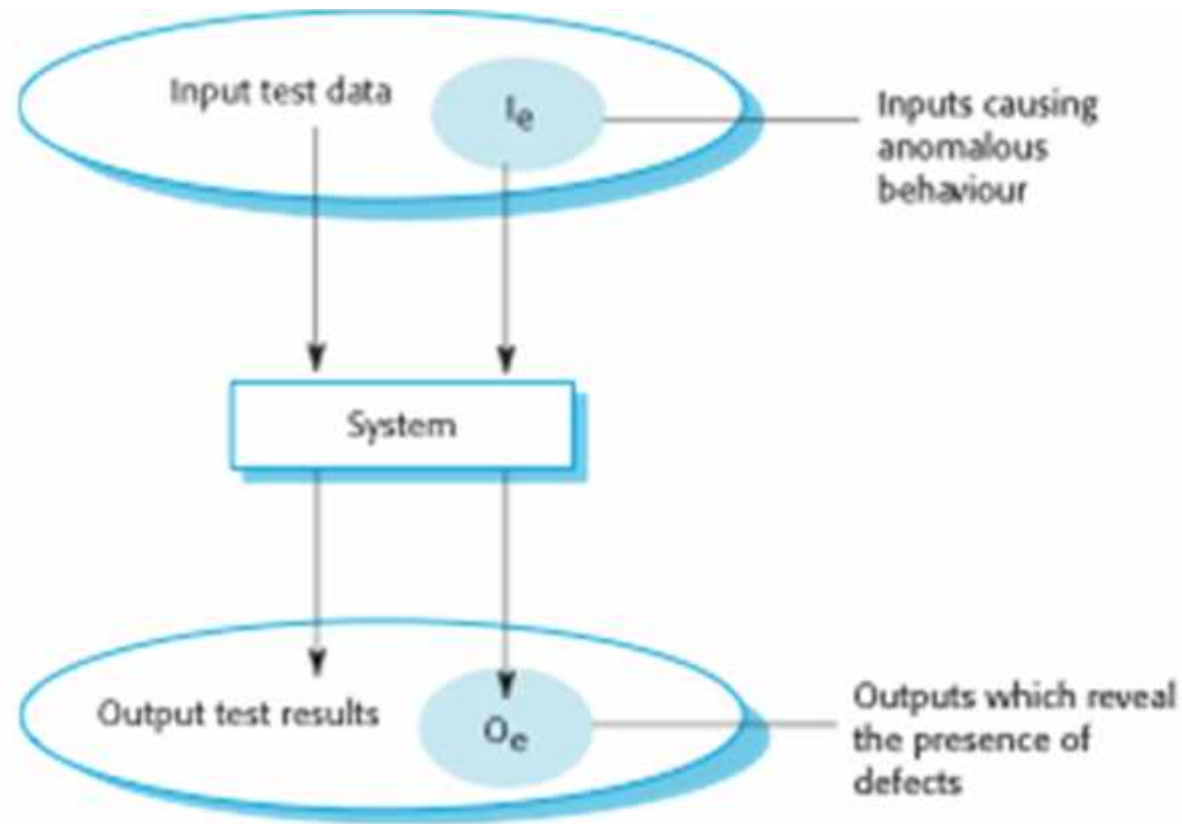 Input test data
Ie
Inputs causing
anomalous
behaviour
System
Output test results
Oe
Outputs which reveal
the presence of
defects